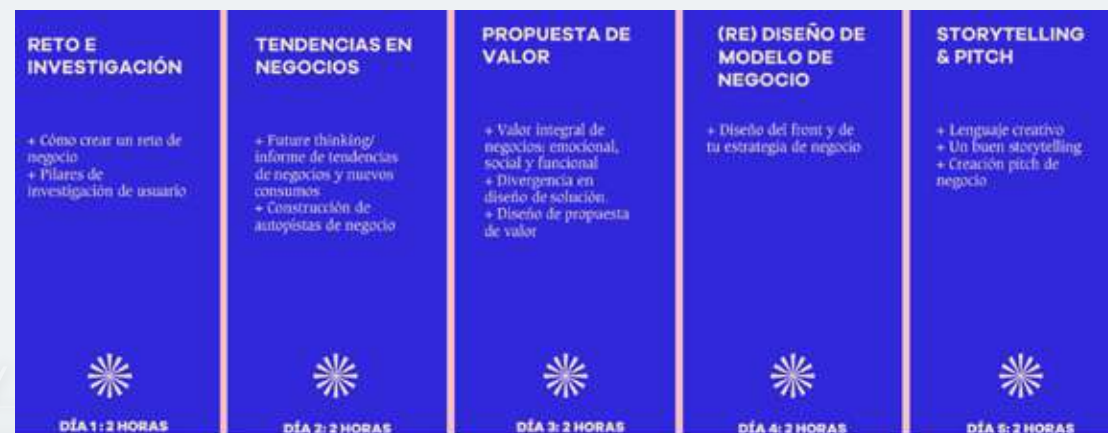 RETO E
INVESTIGACIÓN
+ Cómo crear un reto de
negocio
+ Pilares de
investigación de usuario
DÍA 1 : 2 HORAS
TENDENCIAS EN
NEGOCIOS
+ Future thinking/
informe de tendencias
de negocios y nuevos
consumos
+ Construcción de
autopistas de negocio
DÍA 2: 2 HORAS
PROPUESTA DE
VALOR
+ Valor integral de
negocios: emocional,
social y funcional
+ Divergencia en
diseño de solución.
+ Diseño de propuesta
de valor
DÍA 3: 2 HORAS
(RE) DISEÑO DE
MODELO DE
NEGOCIO
+ Diseño del front y de
tu estrategia de negocio
DÍA 4: 2 HORAS
STORYTELLING
& PITCH
+ Lenguaje creativo
+ Un buen storytelling
+ Creación pitch de
negocio
DÍA 5: 2 HORAS